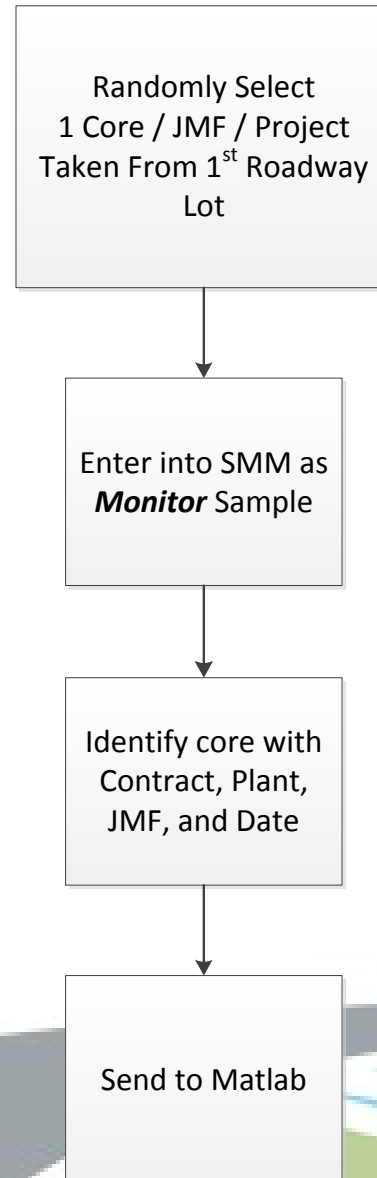 Randomly Select
1 Core / JMF / Project
Taken From 1st Roadway
Lot
Enter into SMM as
Monitor Sample
Identify core with
Contract, Plant,
JMF, and Date
Send to Matlab